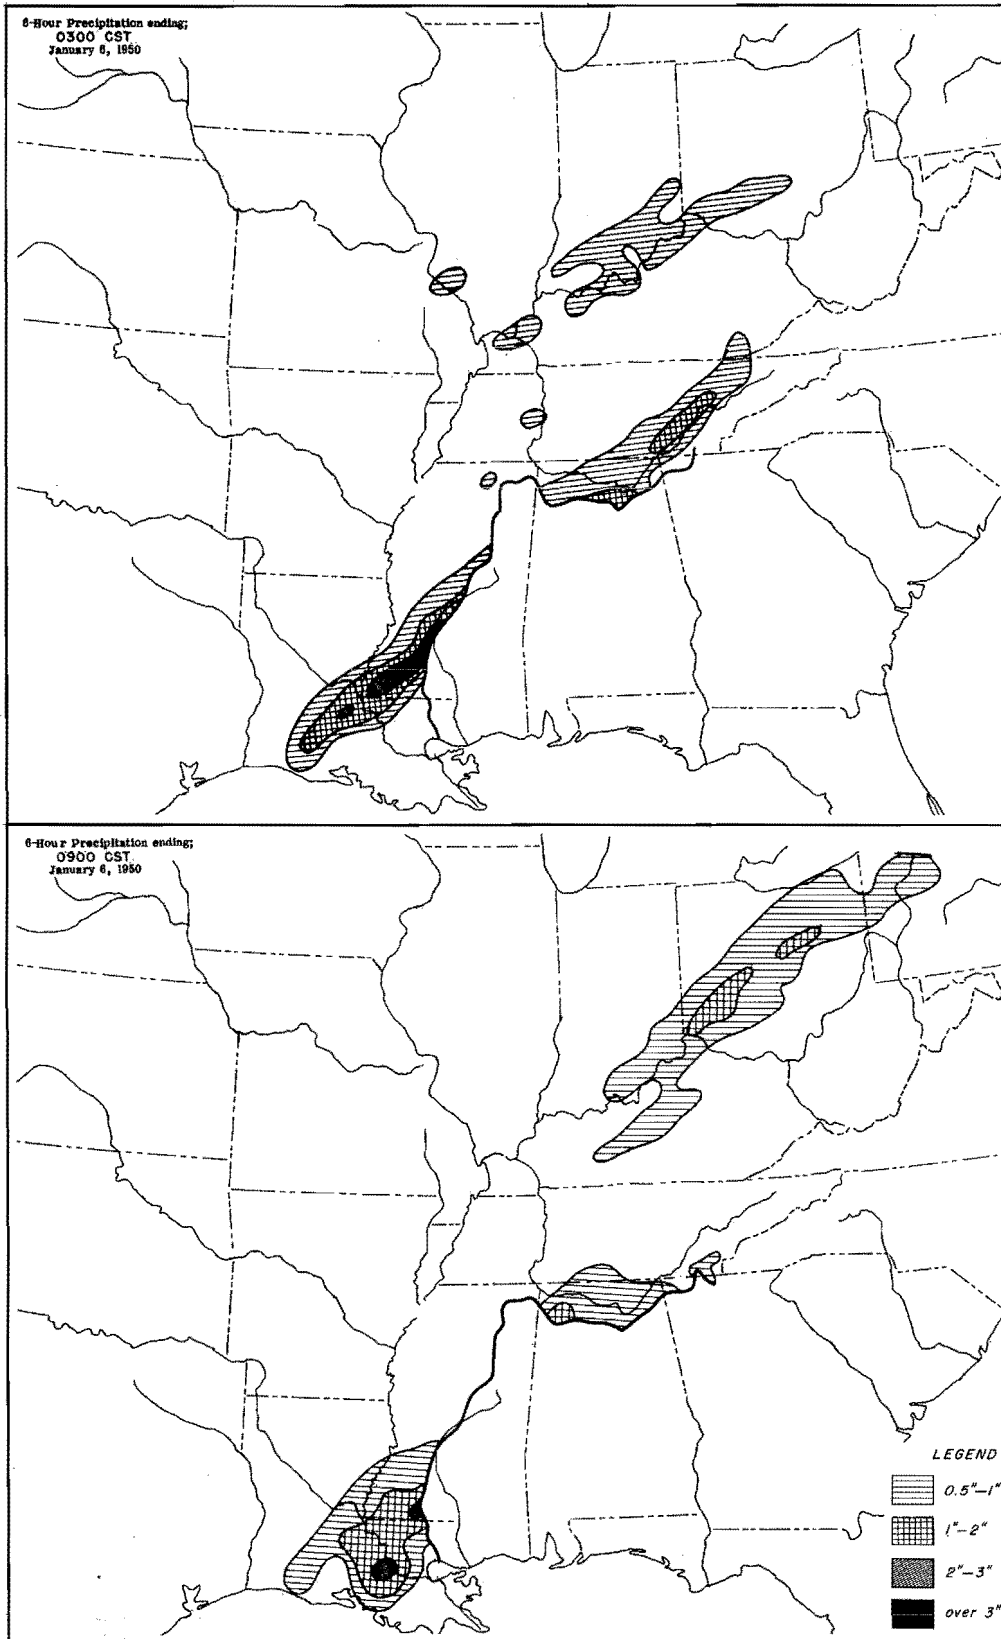 6-Hour Precipitation ending;
0300 CST
January 6, 1950
6-Hour Precipitation ending;
0900 CST
January 6, 1950
LEGEND
0.5"—1"
1"—2"
2"—3"
over 3"